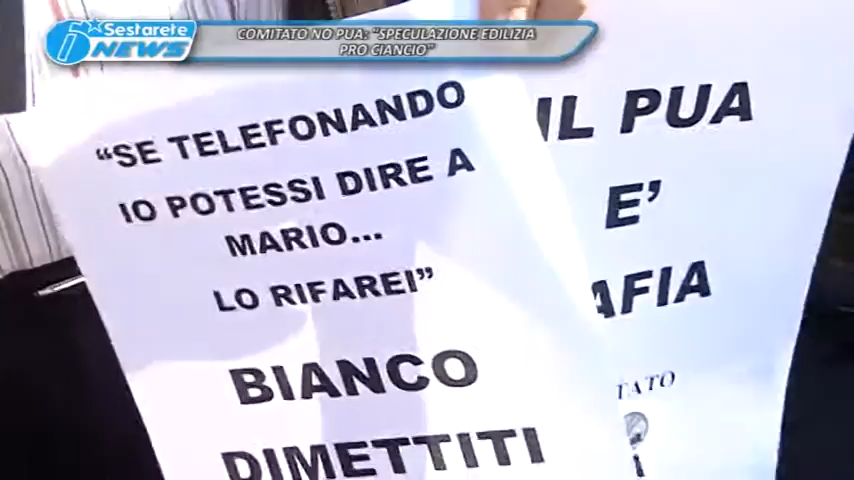 Sestarete
NEWS
COMITATO NO PUA: "SPECULAZIONE EDILIZIA
PRO CIANCIO"
"SE TELEFONANDO
IO POTESSI DIRE A
MARIO...
LO RIFAREI"
BIANCO
DIMETTITI
IL PUA
E'
AFIA
TATO